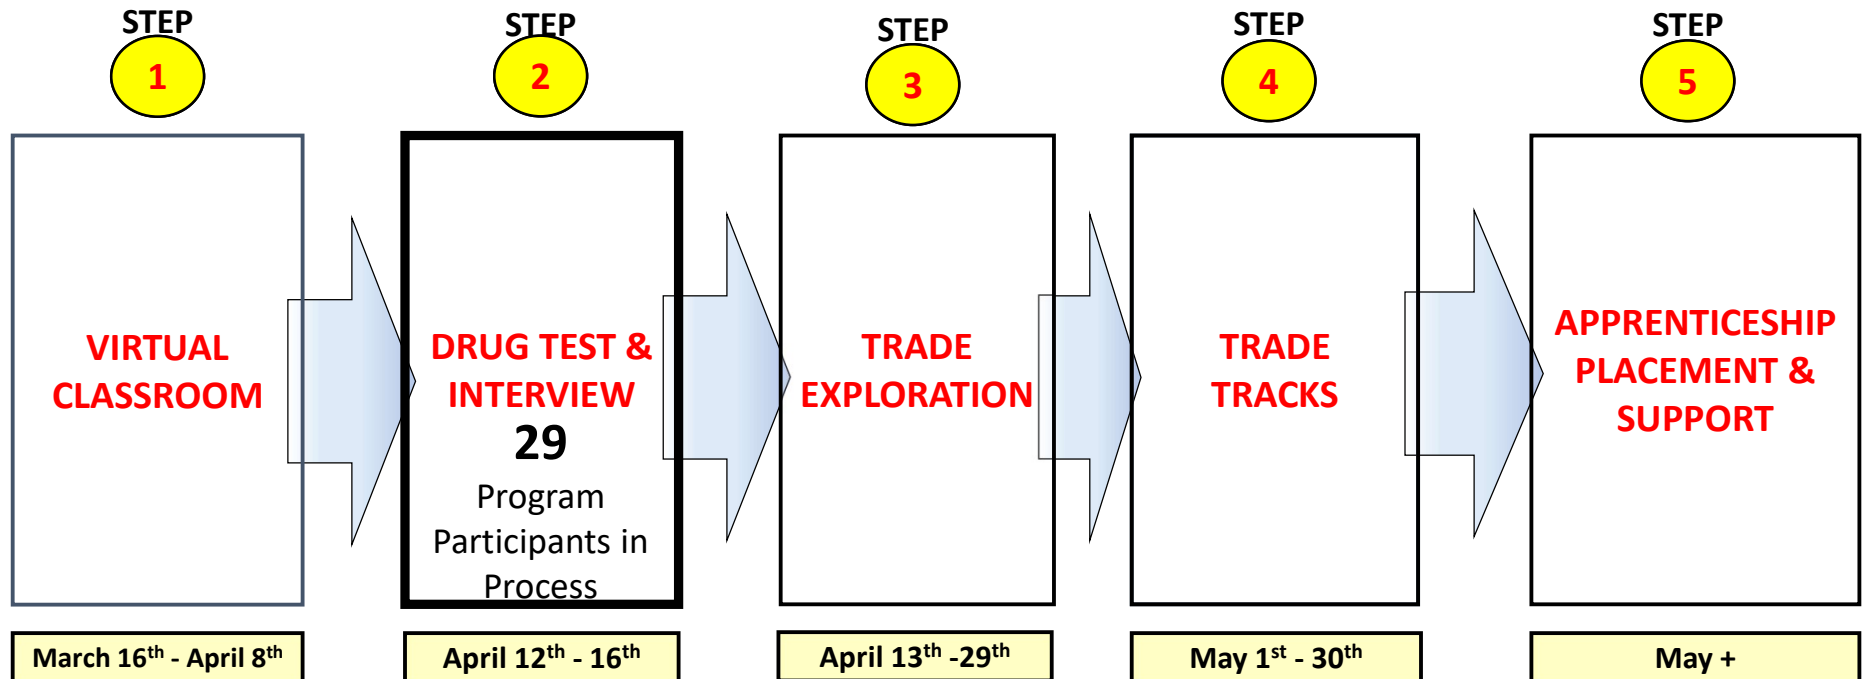 STEP
1
VIRTUAL
CLASSROOM
March 16th - April 8th
STEP
2
DRUG TEST &
INTERVIEW
29
Program
Participants in
Process
April 12th - 16th
STEP
3
TRADE
EXPLORATION
April 13th -29th
STEP
4
TRADE
TRACKS
May 1st - 30th
STEP
5
APPRENTICESHIP
PLACEMENT &
SUPPORT
May +